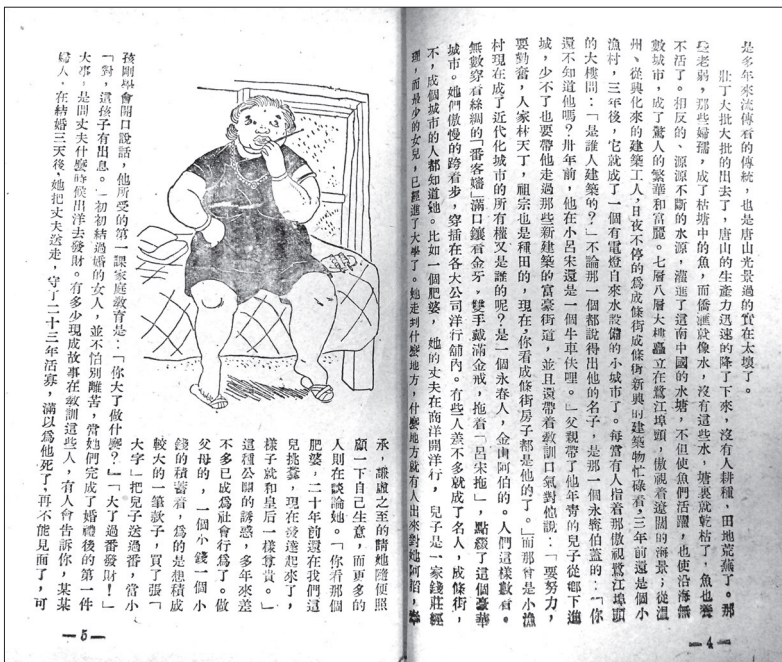 是多年來流傳着的傳統，也是唐山光景過的實在太壞了。
壯丁大批大批的出去了，唐山的生產力迅速的降了下來，沒有人耕種，田地荒蕪了。那
些老弱，那些婦孺，成了枯塘中的魚，而僑滙就像水，沒有這些水，塘裏就乾枯了，魚也養
不活了。相反的、源源不斷的水源，灌進了這南中國的水塘，不但使魚們活躍，也使沿海無
數城市，成了驚人的繁華和富麗。七層八層大樓矗立在鷺江埠頭，傲視着遼闊的海景；從溫
州、從興化來的建築工人，日夜不停的爲成條街成條街新興的建築物忙碌着，三年前還是個小
漁村，三年後，它就成了一個有電燈自來水設備的小城市了。每當有人指着那傲視鷺江埠頭
的大樓問：「是誰人建築的？」不論那一個都說得出他的名子，是那一個永寧伯蓋的：「你
還不知道他嗎？卅年前，他在小呂宋還是一個牛車伕哩。」父親帶了他年青的兒子從鄉下進
城，少不了也要帶他走過那些新建築的富豪街道，並且還帶着敎訓口氣對他說：「要努力，
要勤奮，人家林天丁，祖宗也是種田的，現在，你看成條街房子都是他的了。」而那會是小漁
村現在成了近代化城市的所有權又是誰的呢？是一個永春人，金山阿伯的。人們這樣數着。
無數穿着絲綢的「番客嬸」滿口鑲着金牙，雙手戴滿金戒，拖着「呂宋拖」，點綴了這個豪華
城市。她們傲慢的跨着步，穿插在各大公司洋行舖內。有些人差不多就成了名人，成條街，
不，成個城市的人都知道她。比如一個肥婆，她的丈夫在南洋開洋行，兒子是一家錢莊經
理，而最少的女兒，已經進了大學了。她走到什麼地方，什麼地方就有人出來對她阿諂，奉
—4—
承，謙虛之至的請她隨便照
顧一下自己生意，而更多的
人則在談論她。「你看那個
肥婆，二十年前還在我們這
兒挑糞，現在發達起來了，
樣子就和皇后一樣尊貴。」
這種公開的誘惑，多年來差
不多已成爲社會行爲了。做
父母的，一個小錢一個小
錢的積蓄着，爲的是想積成
較大的一筆款子，買了張「
大字」把兒子送過番，當小
孩剛學會開口說話，他所受的第一課家庭敎育是：「你大了做什麼？」「大了過番發財！」
「對，這孩子有出息。」初初結過婚的女人，並不怕別離苦，當她們完成了婚禮後的第一件
大事，是問丈夫什麼時候出洋去發財。有多少現成故事在敎訓這些人，有人會告訴你，某某
婦人，在結婚三天後，她把丈夫送走，守了二十三年活寡，滿以爲他死了，再不能見面了，可
—5—